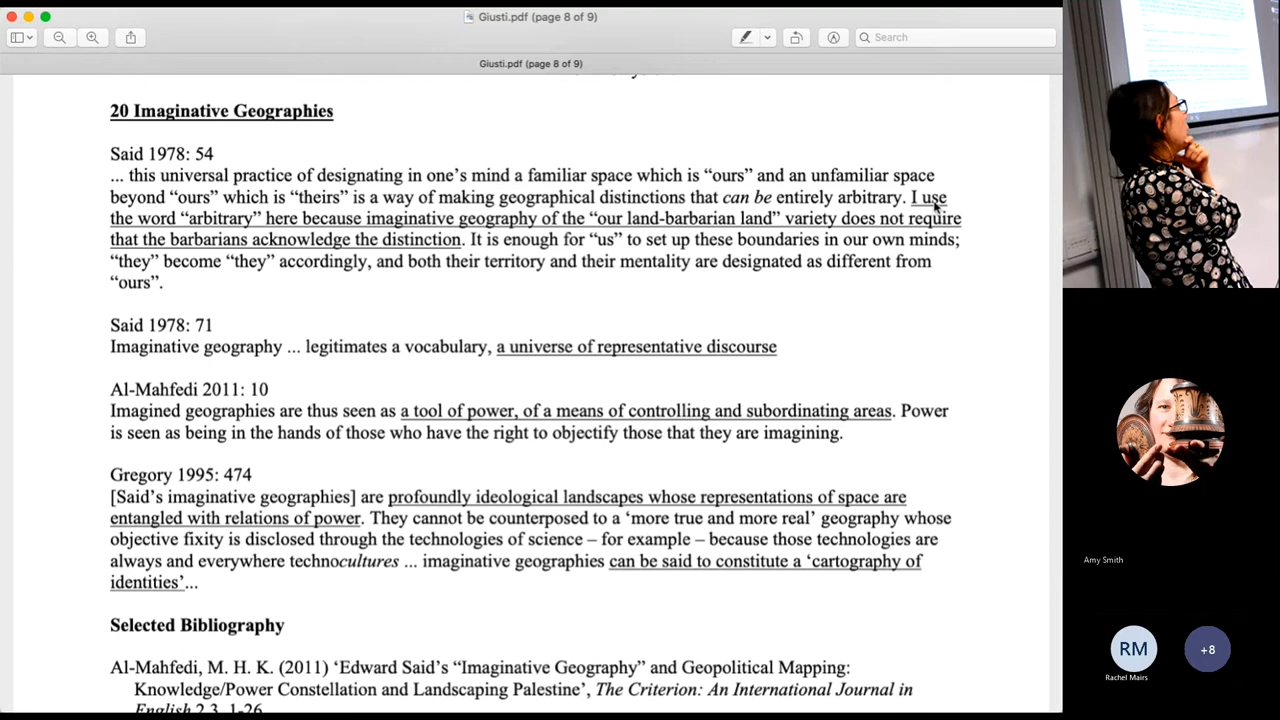 Giusti.pdf (page 8 of 9)
Search
Giusti.pdf (page 8 of 9)
20 Imaginative Geographies
Said 1978: 54
... this universal practice of designating in one’s mind a familiar space which is “ours” and an unfamiliar space
beyond “ours” which is “theirs” is a way of making geographical distinctions that can be entirely arbitrary. I use
the word “arbitrary” here because imaginative geography of the “our land-barbarian land” variety does not require
that the barbarians acknowledge the distinction. It is enough for “us” to set up these boundaries in our own minds;
“they” become “they” accordingly, and both their territory and their mentality are designated as different from
“ours”.
Said 1978: 71
Imaginative geography ... legitimates a vocabulary, a universe of representative discourse
Al-Mahfedi 2011: 10
Imagined geographies are thus seen as a tool of power, of a means of controlling and subordinating areas. Power
is seen as being in the hands of those who have the right to objectify those that they are imagining.
Gregory 1995: 474
[Said’s imaginative geographies] are profoundly ideological landscapes whose representations of space are
entangled with relations of power. They cannot be counterposed to a ‘more true and more real’ geography whose
objective fixity is disclosed through the technologies of science – for example – because those technologies are
always and everywhere technocultures ... imaginative geographies can be said to constitute a ‘cartography of
identities’...
Selected Bibliography
Al-Mahfedi, M. H. K. (2011) ‘Edward Said’s “Imaginative Geography” and Geopolitical Mapping:
Knowledge/Power Constellation and Landscaping Palestine’, The Criterion: An International Journal in
English 2.3, 1-26
Amy Smith
RM
+8
Rachel Mairs